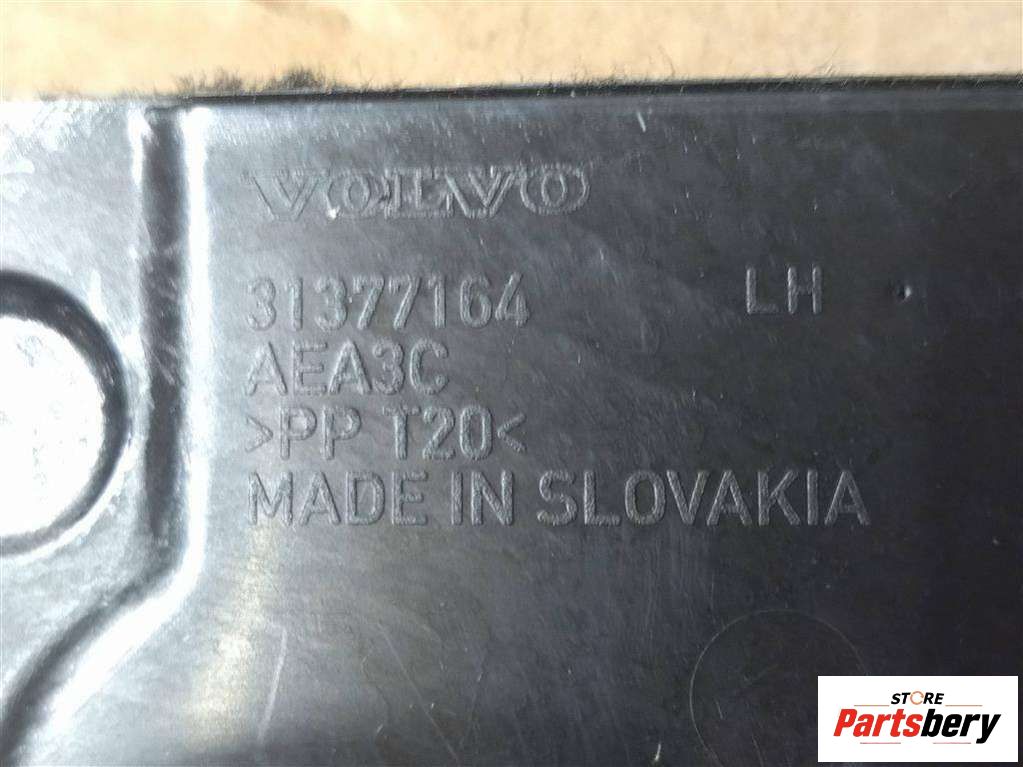 VOLVO
31377164 LH
AEA3C
>PP T20<
MADE IN SLOVAKIA
STORE
Partsbery